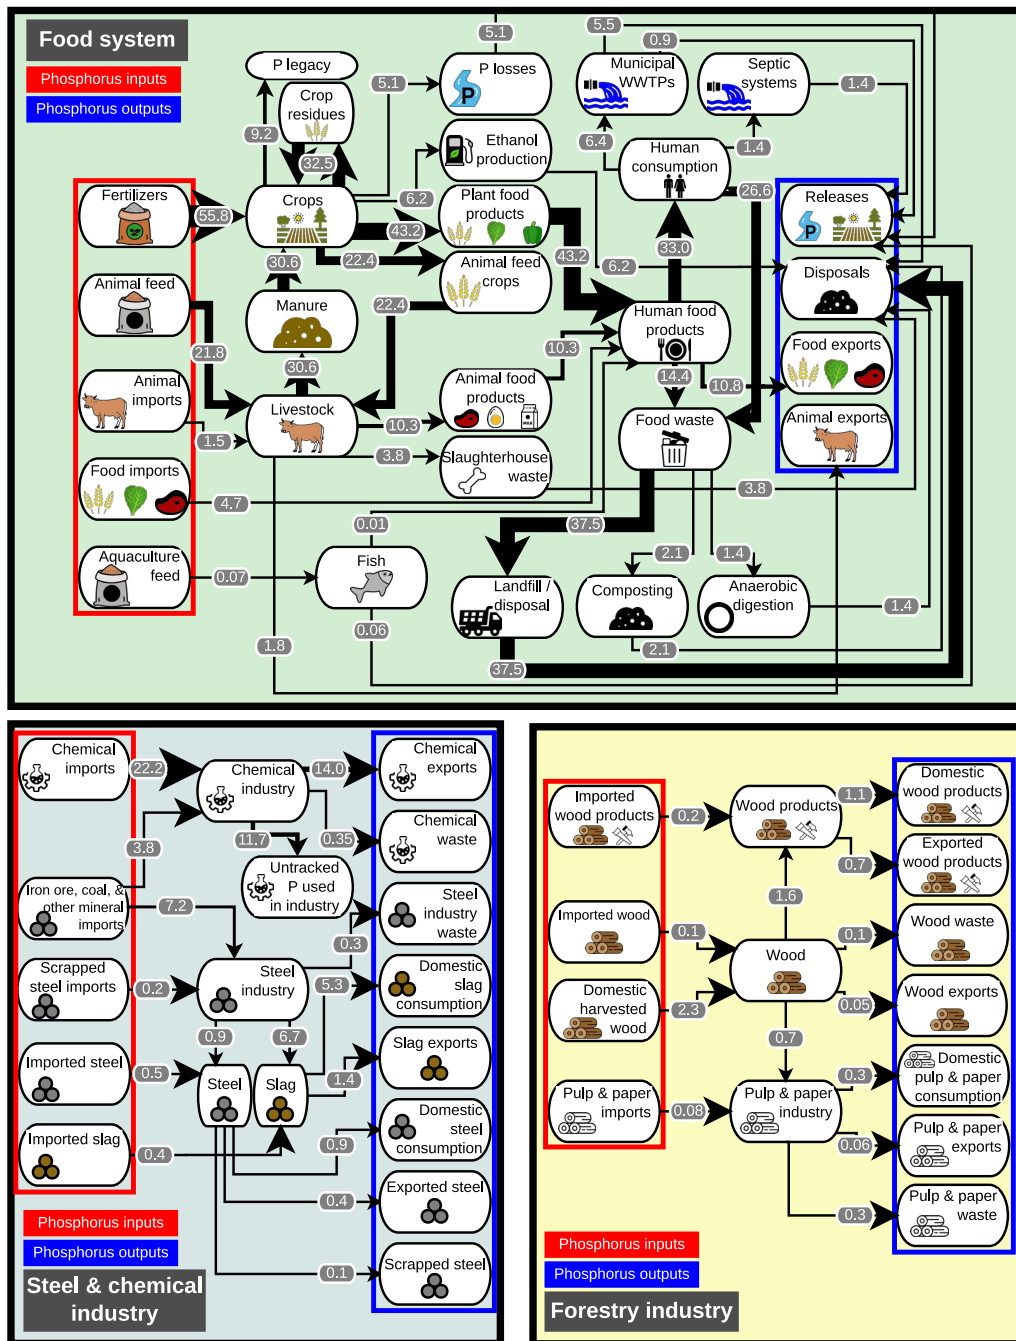 Food system
Phosphorus inputs
Phosphorus outputs
5.1
5.5
0.9
P legacy
Crop
residues
9.2
32.5
5.1
P losses
P
Municipal
WWTPs
Septic
systems
1.4
Ethanol
production
6.2
6.4
1.4
Human
consumption
26.6
Fertilizers
55.8
Crops
43.2
22.4
Plant food
products
43.2
33.0
Releases
P
Animal feed
30.6
Manure
Animal feed
crops
6.2
Disposals
21.8
22.4
30.6
Human food
products
10.3
14.4
10.8
Food exports
Animal
imports
1.5
Livestock
10.3
Animal food
products
MILK
Food waste
Animal exports
3.8
Slaughterhouse
waste
3.8
Food imports
4.7
0.01
37.5
2.1
1.4
Aquaculture
feed
0.07
Fish
0.06
Landfill /
disposal
Composting
Anaerobic
digestion
1.4
1.8
37.5
2.1
Chemical
imports
22.2
Chemical
industry
14.0
Chemical
exports
3.8
11.7
0.35
Chemical
waste
Untracked
P used
in industry
Iron ore, coal, &
other mineral
imports
7.2
Steel
industry
waste
0.3
Scrapped
steel imports
0.2
Steel
industry
5.3
Domestic
slag
consumption
0.9
6.7
Imported steel
0.5
Steel
Slag
1.4
Slag exports
Imported slag
0.4
0.9
Domestic
steel
consumption
0.4
Exported steel
0.1
Scrapped steel
Phosphorus inputs
Phosphorus outputs
Steel & chemical
industry
Imported
wood products
0.2
Wood products
1.1
Domestic
wood products
0.7
Exported
wood products
1.6
Imported wood
0.1
Wood
0.1
Wood waste
Domestic
harvested
wood
2.3
0.05
Wood exports
0.7
Pulp & paper
imports
0.08
Pulp & paper
industry
0.3
Domestic
pulp & paper
consumption
0.06
Pulp & paper
exports
0.3
Pulp & paper
waste
Phosphorus inputs
Phosphorus outputs
Forestry industry